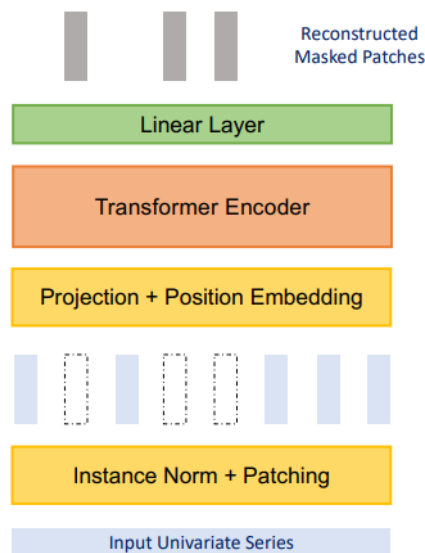 Reconstructed
Masked Patches
Linear Layer
Transformer Encoder
Projection + Position Embedding
Instance Norm + Patching
Input Univariate Series